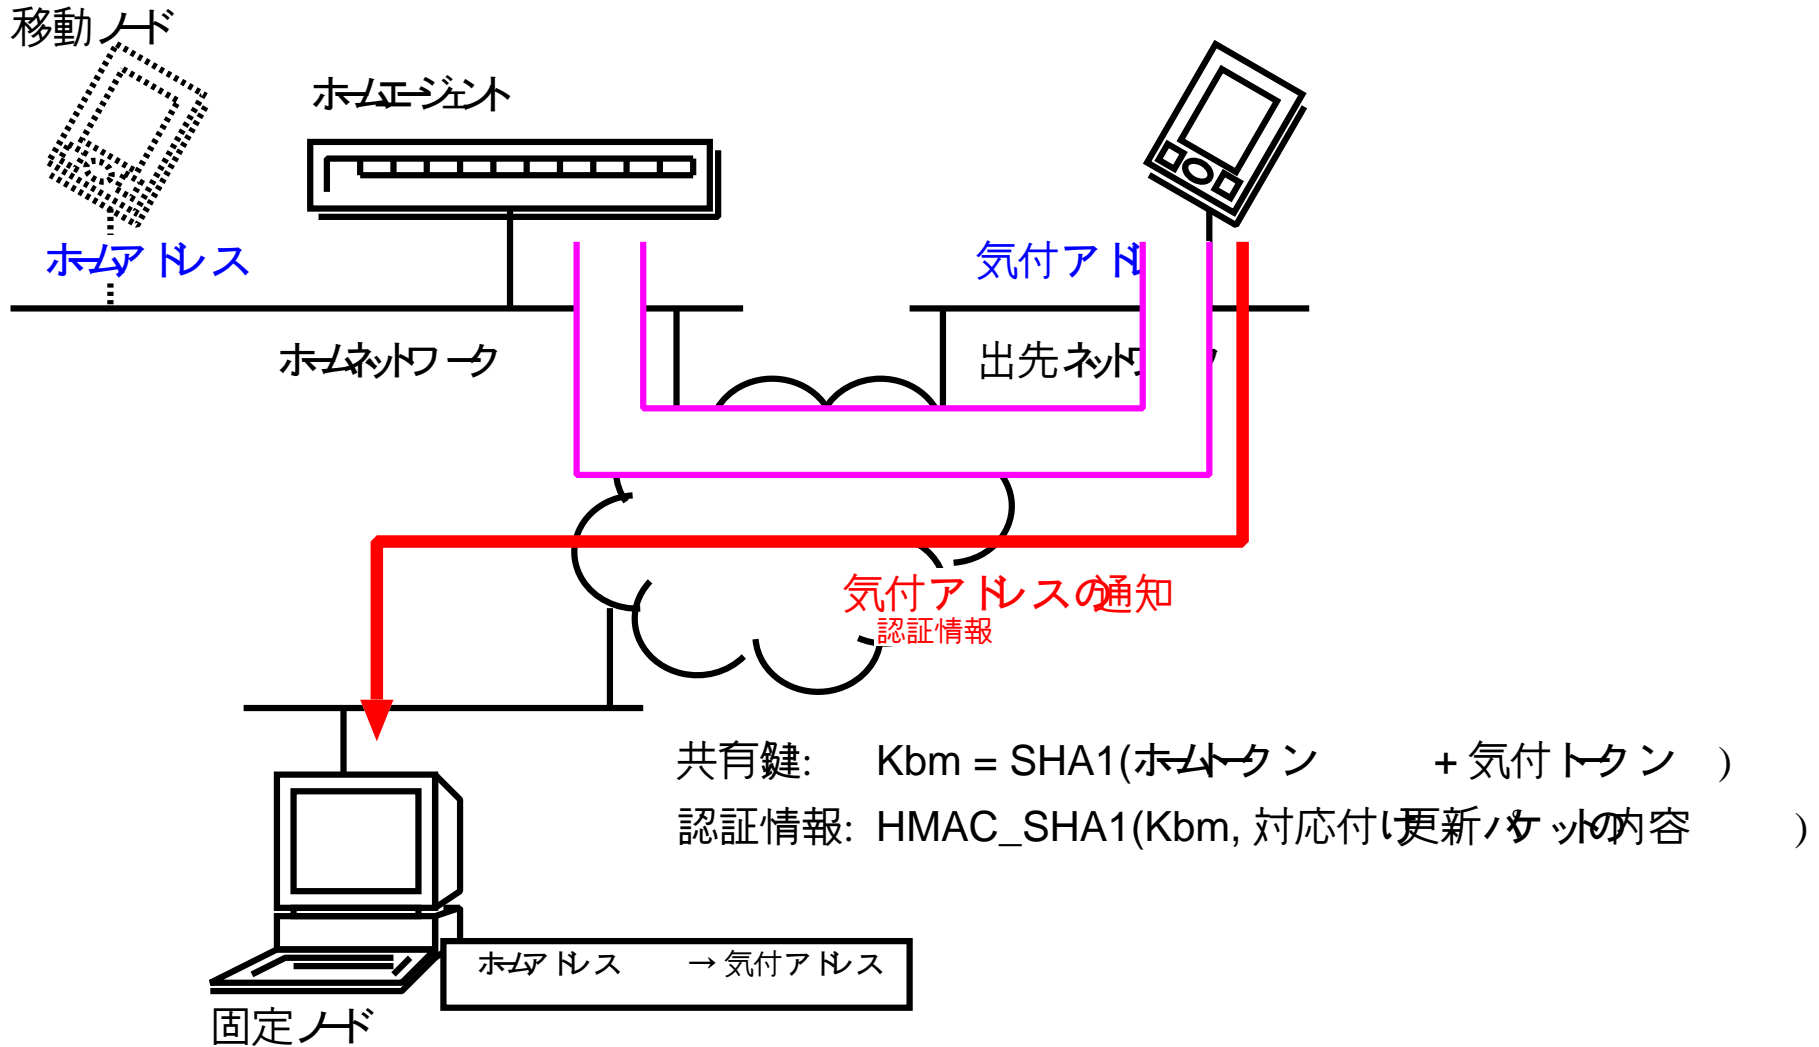 移動ノード
ホームエージェント
ホームアドレス
気付アドレ
ホームネットワーク
出先ネットワーク
気付アドレスの通知
認証情報
共有鍵: Kbm = SHA1(ホームトークン + 気付トークン )
認証情報: HMAC_SHA1(Kbm, 対応付け更新パケットの内容 )
ホームアドレス → 気付アドレス
固定ノード